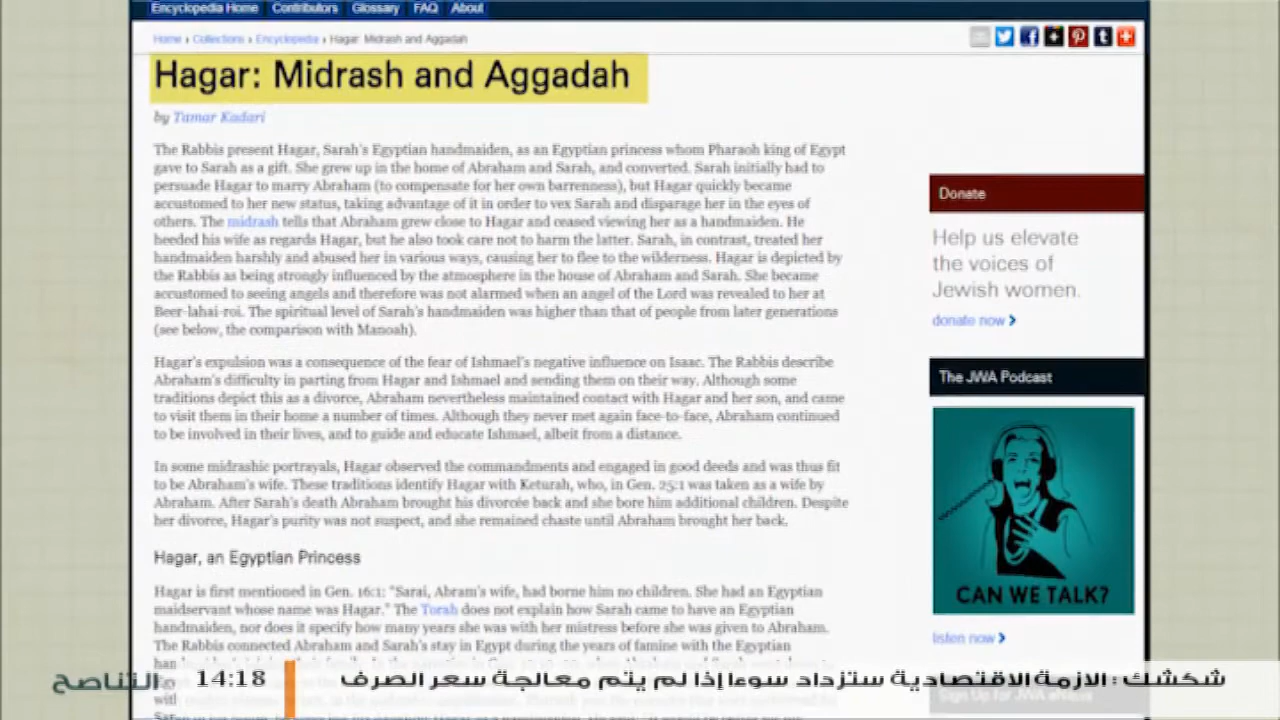 Encyclopedia Home Contributors Glossary FAQ About
Home › Collections › Encyclopedia › Hagar: Midrash and Aggadah
Hagar: Midrash and Aggadah
by Tamar Kadari
The Rabbis present Hagar, Sarah's Egyptian handmaiden, as an Egyptian princess whom Pharaoh king of Egypt
gave to Sarah as a gift. She grew up in the home of Abraham and Sarah, and converted. Sarah initially had to
persuade Hagar to marry Abraham (to compensate for her own barrenness), but Hagar quickly became
accustomed to her new status, taking advantage of it in order to vex Sarah and disparage her in the eyes of
others. The midrash tells that Abraham grew close to Hagar and ceased viewing her as a handmaiden. He
heeded his wife as regards Hagar, but he also took care not to harm the latter. Sarah, in contrast, treated her
handmaiden harshly and abused her in various ways, causing her to flee to the wilderness. Hagar is depicted by
the Rabbis as being strongly influenced by the atmosphere in the house of Abraham and Sarah. She became
accustomed to seeing angels and therefore was not alarmed when an angel of the Lord was revealed to her at
Beer-lahai-roi. The spiritual level of Sarah's handmaiden was higher than that of people from later generations
(see below, the comparison with Manoah).
Hagar's expulsion was a consequence of the fear of Ishmael's negative influence on Isaac. The Rabbis describe
Abraham's difficulty in parting from Hagar and Ishmael and sending them on their way. Although some
traditions depict this as a divorce, Abraham nevertheless maintained contact with Hagar and her son, and came
to visit them in their home a number of times. Although they never met again face-to-face, Abraham continued
to be involved in their lives, and to guide and educate Ishmael, albeit from a distance.
In some midrashic portrayals, Hagar observed the commandments and engaged in good deeds and was thus fit
to be Abraham's wife. These traditions identify Hagar with Keturah, who, in Gen. 25:1 was taken as a wife by
Abraham. After Sarah's death Abraham brought his divorcée back and she bore him additional children. Despite
her divorce, Hagar's purity was not suspect, and she remained chaste until Abraham brought her back.
Hagar, an Egyptian Princess
Hagar is first mentioned in Gen. 16:1: "Sarai, Abram's wife, had borne him no children. She had an Egyptian
maidservant whose name was Hagar." The Torah does not explain how Sarah came to have an Egyptian
handmaiden, nor does it specify how many years she was with her mistress before she was given to Abraham.
The Rabbis connected Abraham and Sarah's stay in Egypt during the years of famine with the Egyptian
Donate
Help us elevate
the voices of
Jewish women.
donate now ›
The JWA Podcast
CAN WE TALK?
listen now ›
Sign Up for JWA eNews
شكشك : الازمة الاقتصادية ستزداد سوءا إذا لم يتم معالجة سعر الصرف
14:18
التناصح